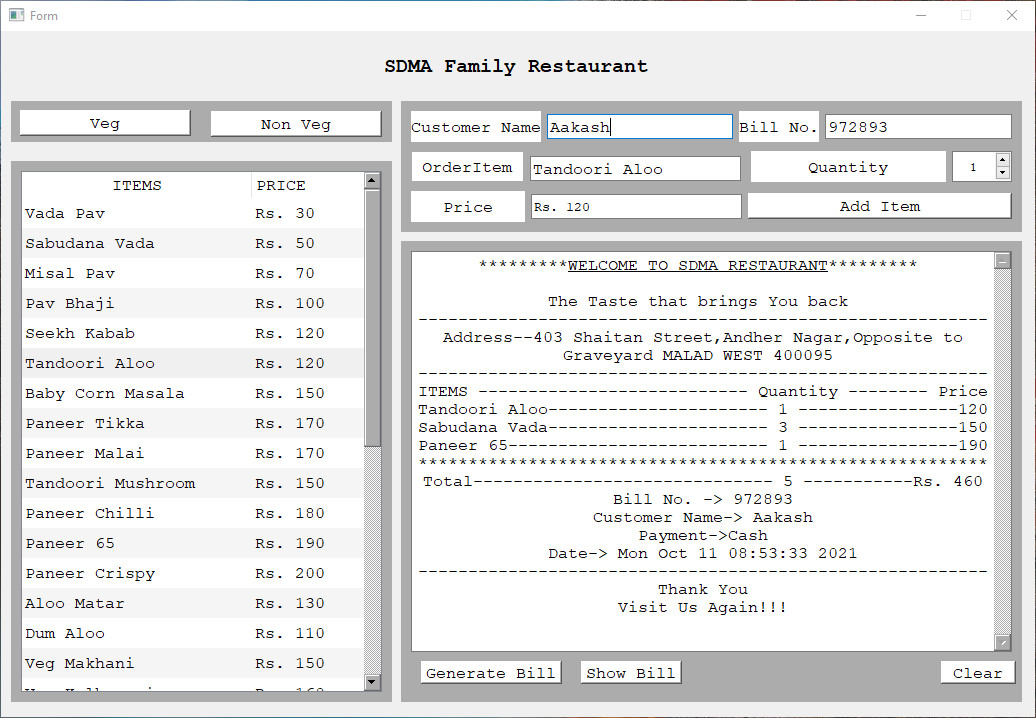 Form
SDMA Family Restaurant
Veg
Non Veg
ITEMS PRICE
Vada Pav Rs. 30
Sabudana Vada Rs. 50
Misal Pav Rs. 70
Pav Bhaji Rs. 100
Seekh Kabab Rs. 120
Tandoori Aloo Rs. 120
Baby Corn Masala Rs. 150
Paneer Tikka Rs. 170
Paneer Malai Rs. 170
Tandoori Mushroom Rs. 150
Paneer Chilli Rs. 180
Paneer 65 Rs. 190
Paneer Crispy Rs. 200
Aloo Matar Rs. 130
Dum Aloo Rs. 110
Veg Makhani Rs. 150
Customer Name Aakash Bill No. 972893
OrderItem Tandoori Aloo Quantity 1
Price Rs. 120 Add Item
*********WELCOME TO SDMA RESTAURANT*********
The Taste that brings You back
---------------------------------------------------------
Address--403 Shaitan Street,Andher Nagar,Opposite to
Graveyard MALAD WEST 400095
---------------------------------------------------------
ITEMS --------------------------- Quantity -------- Price
Tandoori Aloo---------------------- 1 ----------------120
Sabudana Vada---------------------- 3 ----------------150
Paneer 65-------------------------- 1 ----------------190
*********************************************************
Total------------------------------ 5 -----------Rs. 460
Bill No. -> 972893
Customer Name-> Aakash
Payment->Cash
Date-> Mon Oct 11 08:53:33 2021
---------------------------------------------------------
Thank You
Visit Us Again!!!
Generate Bill Show Bill Clear